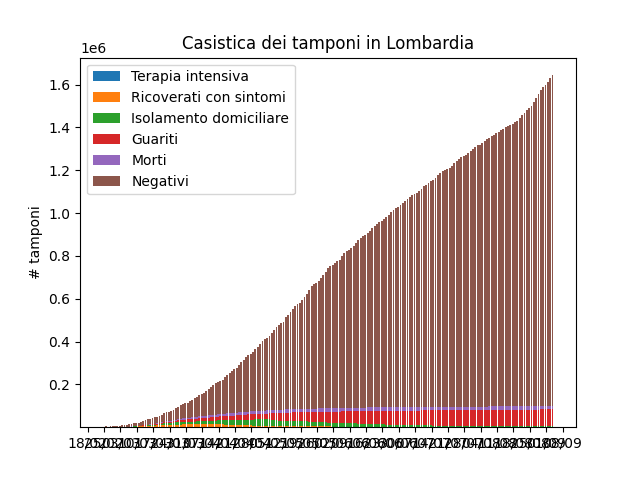 Casistica dei tamponi in Lombardia
1e6
Terapia intensiva
Ricoverati con sintomi
Isolamento domiciliare
Guariti
Morti
Negativi
1.6
1.4
1.2
1.0
0.8
0.6
0.4
0.2
# tamponi